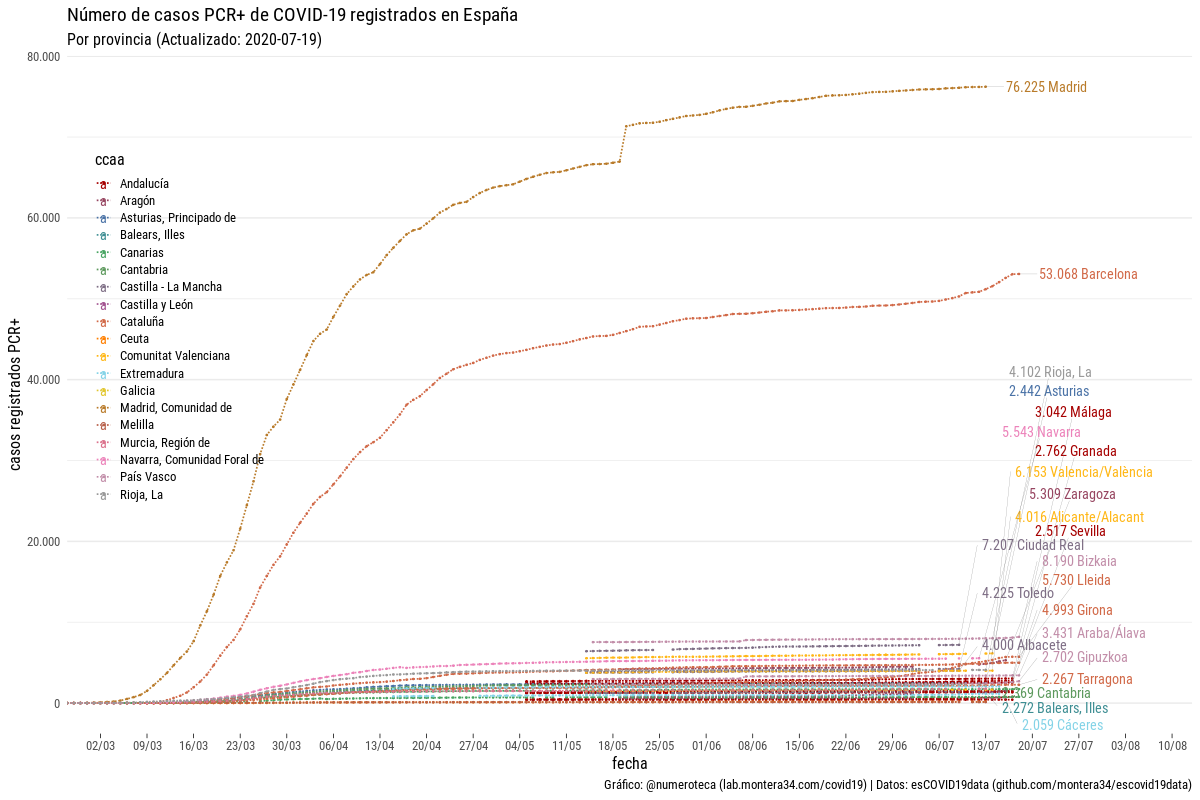 Número de casos PCR+ de COVID-19 registrados en España
Por provincia (Actualizado: 2020-07-19)
80.000
60.000
40.000
20.000
0
casos registrados PCR+
ccaa
Andalucía
Aragón
Asturias, Principado de
Balears, Illes
Canarias
Cantabria
Castilla - La Mancha
Castilla y León
Cataluña
Ceuta
Comunitat Valenciana
Extremadura
Galicia
Madrid, Comunidad de
Melilla
Murcia, Región de
Navarra, Comunidad Foral de
País Vasco
Rioja, La
76.225 Madrid
53.068 Barcelona
4.102 Rioja, La
2.442 Asturias
3.042 Málaga
5.543 Navarra
2.762 Granada
6.153 Valencia/València
5.309 Zaragoza
4.016 Alicante/Alacant
2.517 Sevilla
7.207 Ciudad Real
8.190 Bizkaia
5.730 Lleida
4.225 Toledo
4.993 Girona
3.431 Araba/Álava
4.000 Albacete
2.702 Gipuzkoa
2.267 Tarragona
Cantabria
2.272 Balears, Illes
2.059 Cáceres
02/03 09/03 16/03 23/03 30/03 06/04 13/04 20/04 27/04 04/05 11/05 18/05 25/05 01/06 08/06 15/06 22/06 29/06 06/07 13/07 20/07 27/07 03/08 10/08
fecha
Gráfico: @numeroteca (lab.montera34.com/covid19) | Datos: esCOVID19data (github.com/montera34/escovid19data)